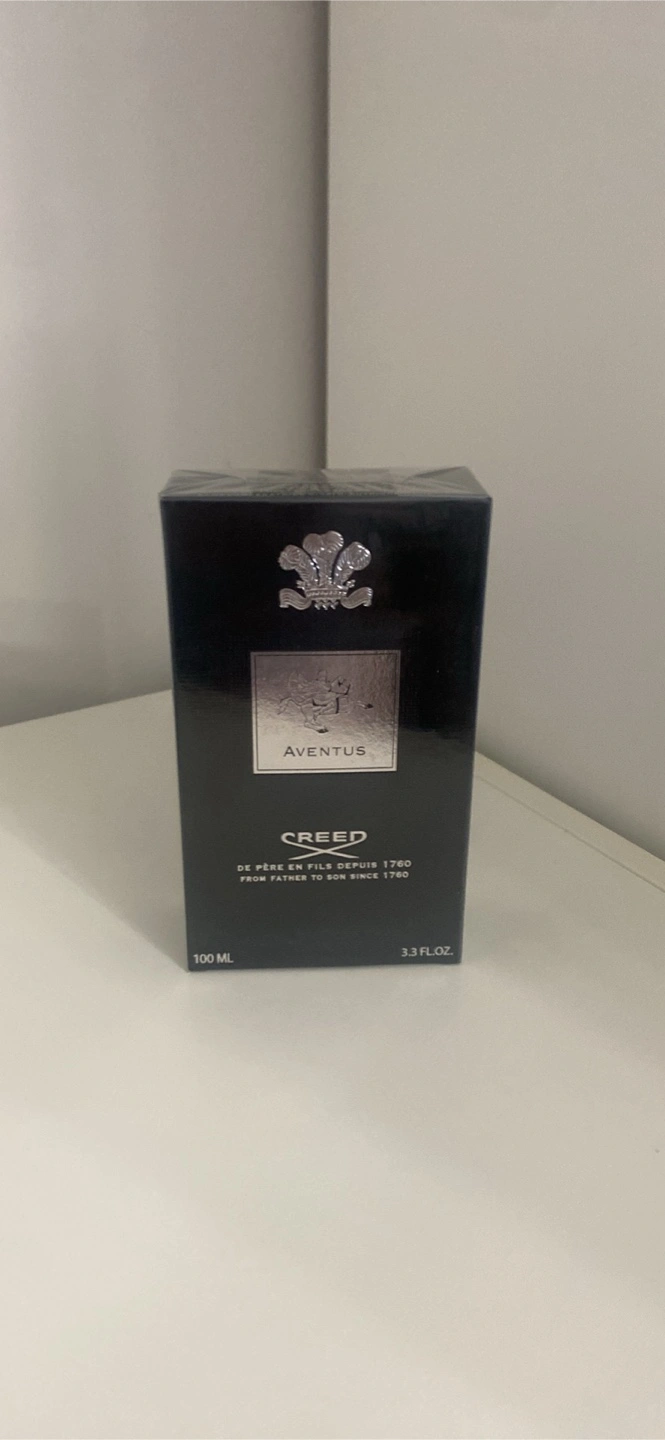 AVENTUS
CREED
DE PÈRE EN FILS DEPUIS 1760
FROM FATHER TO SON SINCE 1760
100 ML
3.3 FL.OZ.